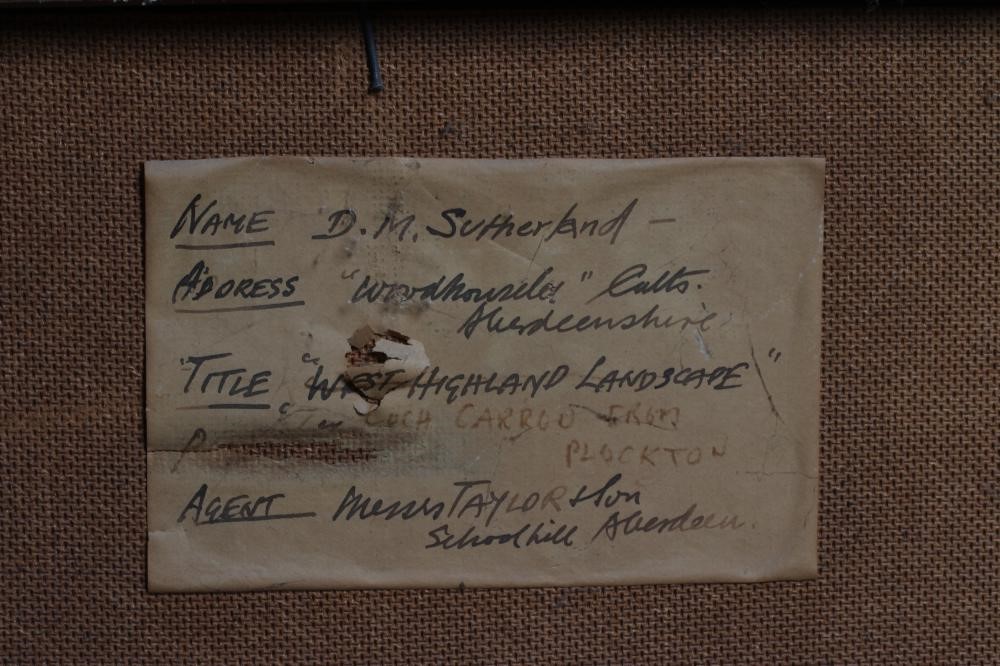 NAME D. M. Sutherland —
ADDRESS "Woodhouselea" Cults.
Aberdeenshire
TITLE "WEST HIGHLAND LANDSCAPE"
LOCH CARRON FROM
PLOCKTON
AGENT Messrs TAYLOR & Son
Schoolhill Aberdeen.